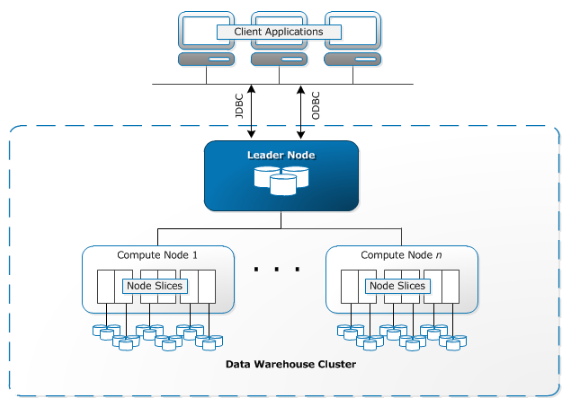 Client Applications
JDBC
ODBC
Leader Node
Compute Node 1
Compute Node n
. . .
Node Slices
Node Slices
Data Warehouse Cluster